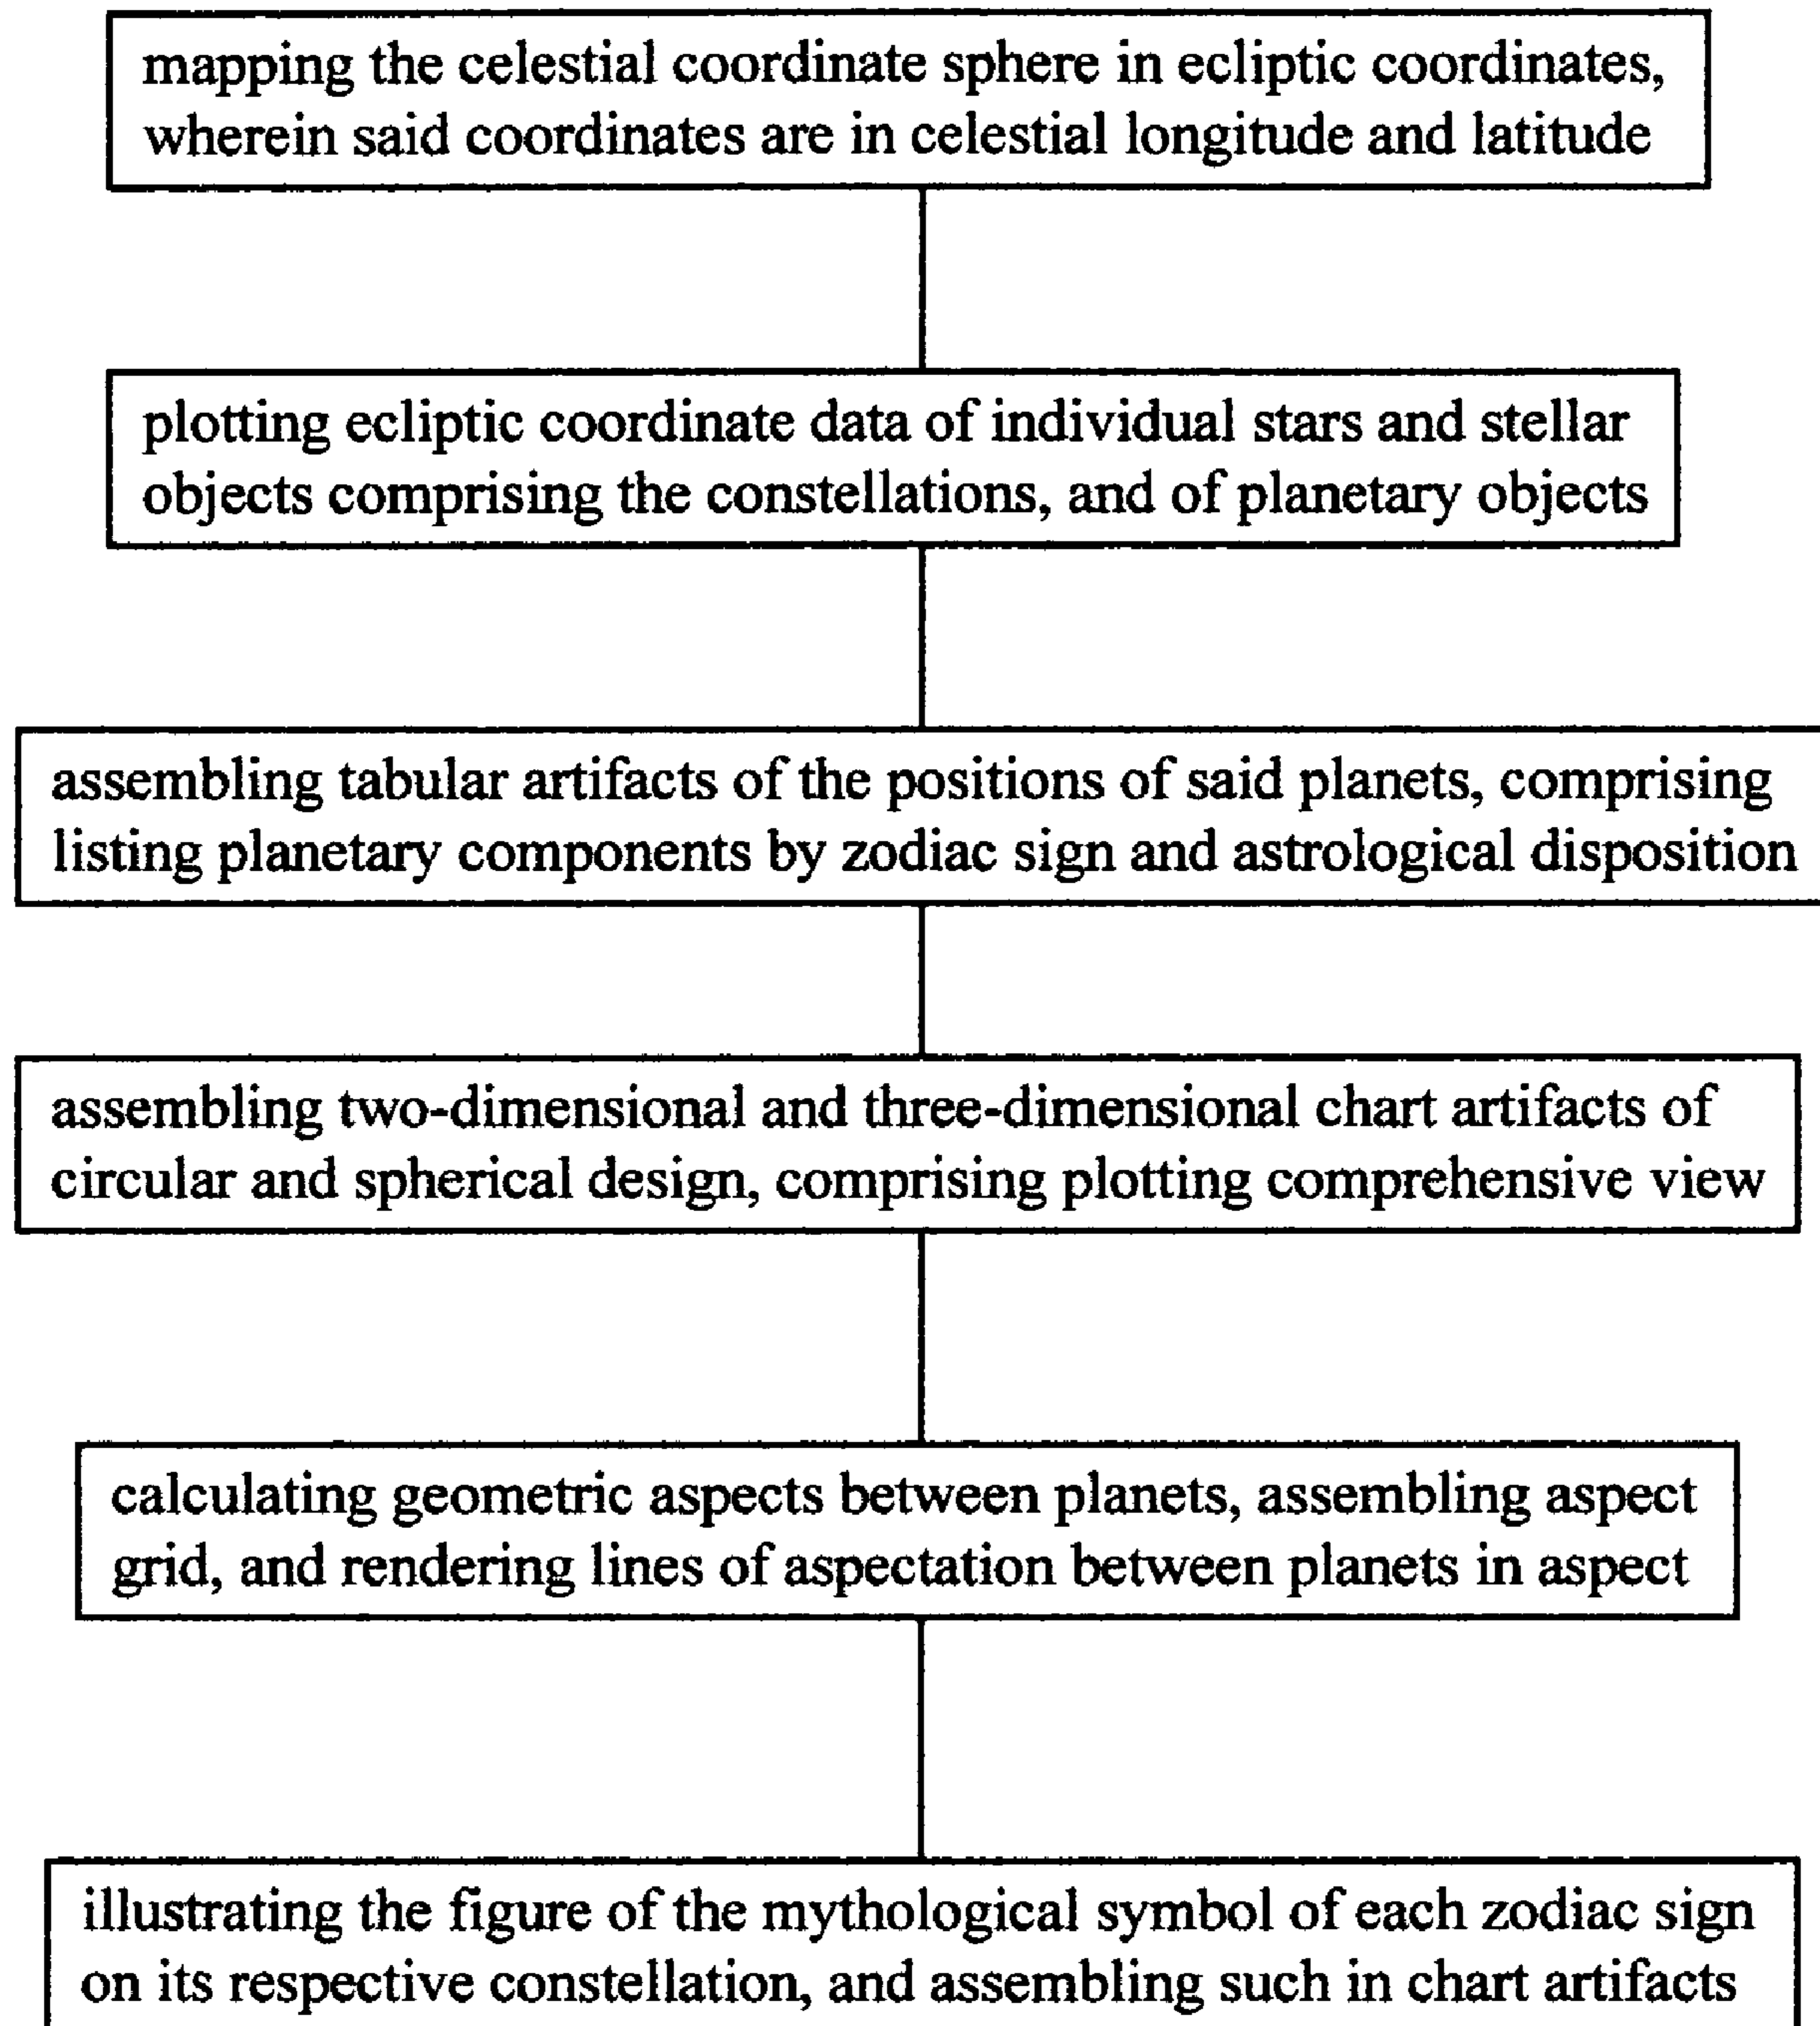 mapping the celestial coordinate sphere in ecliptic coordinates,
wherein said coordinates are in celestial longitude and latitude
plotting ecliptic coordinate data of individual stars and stellar
objects comprising the constellations, and of planetary objects
assembling tabular artifacts of the positions of said planets, comprising
listing planetary components by zodiac sign and astrological disposition
assembling two-dimensional and three-dimensional chart artifacts of
circular and spherical design, comprising plotting comprehensive view
calculating geometric aspects between planets, assembling aspect
grid, and rendering lines of aspectation between planets in aspect
illustrating the figure of the mythological symbol of each zodiac sign
on its respective constellation, and assembling such in chart artifacts